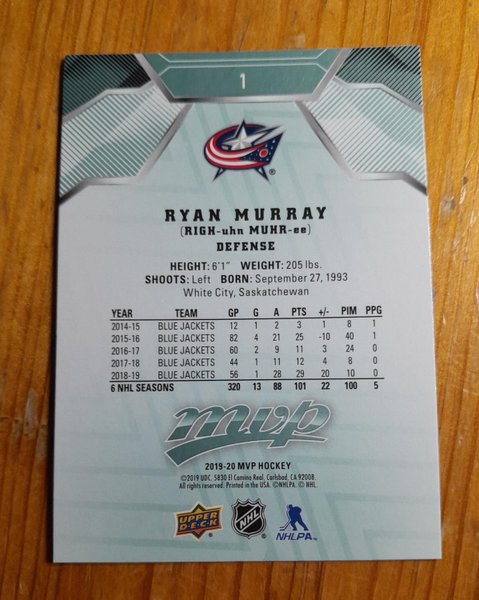 1
®
RYAN MURRAY
(RIGH-uhn MUHR-ee)
DEFENSE
HEIGHT: 6'1" WEIGHT: 205 lbs.
SHOOTS: Left BORN: September 27, 1993
White City, Saskatchewan
YEAR TEAM GP G A PTS +/- PIM PPG
2014-15 BLUE JACKETS 12 1 2 3 1 8 1
2015-16 BLUE JACKETS 82 4 21 25 -10 40 1
2016-17 BLUE JACKETS 60 2 9 11 3 24 0
2017-18 BLUE JACKETS 44 1 11 12 4 8 0
2018-19 BLUE JACKETS 56 1 28 29 20 10 0
6 NHL SEASONS 320 13 88 101 22 100 5
mvp
2019-20 MVP HOCKEY
©2019 UDC. 5830 El Camino Real, Carlsbad, CA 92008.
All rights reserved. Printed in the USA. ©NHLPA. © NHL.
UPPER DECK NHL NHLPA